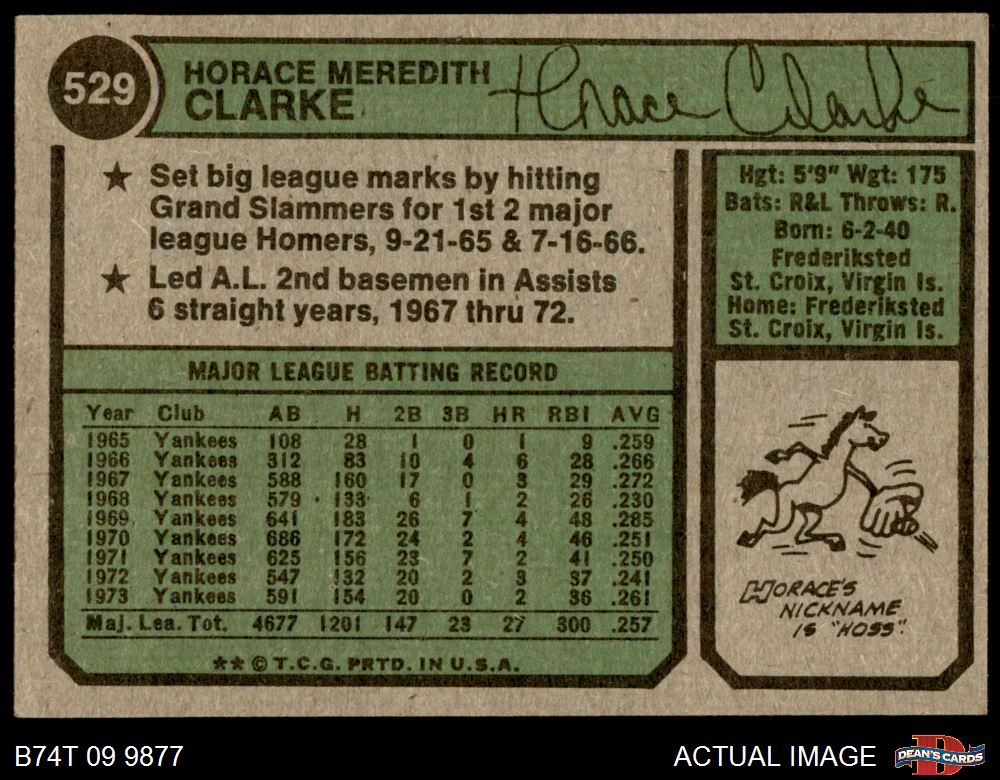 529
HORACE MEREDITH
CLARKE
Horace Clarke
★ Set big league marks by hitting
Grand Slammers for 1st 2 major
league Homers, 9-21-65 & 7-16-66.
★ Led A.L. 2nd basemen in Assists
6 straight years, 1967 thru 72.
Hgt: 5'9" Wgt: 175
Bats: R&L Throws: R.
Born: 6-2-40
Frederiksted
St. Croix, Virgin Is.
Home: Frederiksted
St. Croix, Virgin Is.
MAJOR LEAGUE BATTING RECORD
Year Club AB H 2B 3B HR RBI AVG
1965 Yankees 108 28 1 0 1 9 .259
1966 Yankees 312 83 10 4 6 28 .266
1967 Yankees 588 160 17 0 3 29 .272
1968 Yankees 579 133 6 1 2 26 .230
1969 Yankees 641 183 26 7 4 48 .285
1970 Yankees 686 172 24 2 4 46 .251
1971 Yankees 625 156 23 7 2 41 .250
1972 Yankees 547 132 20 2 3 37 .241
1973 Yankees 591 154 20 0 2 36 .261
Maj. Lea. Tot. 4677 1201 147 23 27 300 .257
★★ © T.C.G. PRTD. IN U.S.A.
HORACE'S
NICKNAME
IS "HOSS".
B74T 09 9877
ACTUAL IMAGE
D
DEAN'S CARDS